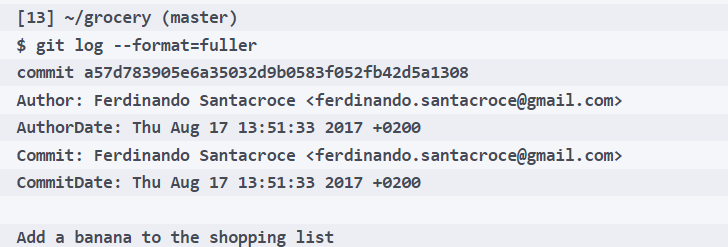 [13] ~/grocery (master)
$ git log --format=fuller
commit a57d783905e6a35032d9b0583f052fb42d5a1308
Author: Ferdinando Santacroce <ferdinando.santacroce@gmail.com>
AuthorDate: Thu Aug 17 13:51:33 2017 +0200
Commit: Ferdinando Santacroce <ferdinando.santacroce@gmail.com>
CommitDate: Thu Aug 17 13:51:33 2017 +0200
Add a banana to the shopping list